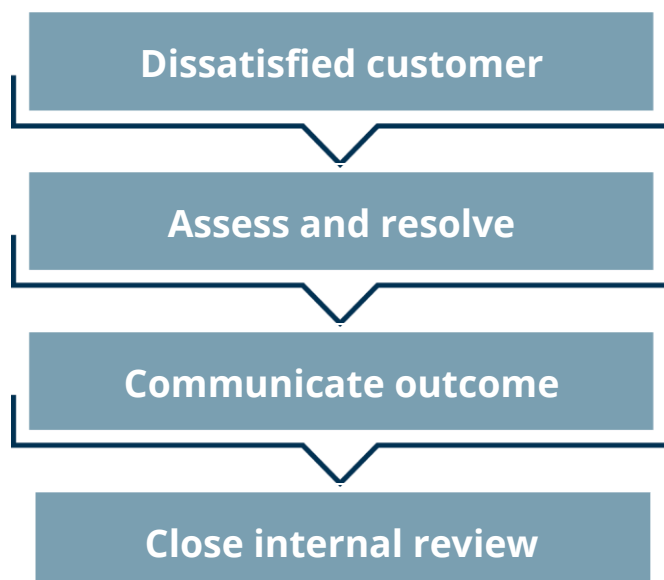 Dissatisfied customer
Assess and resolve
Communicate outcome
Close internal review